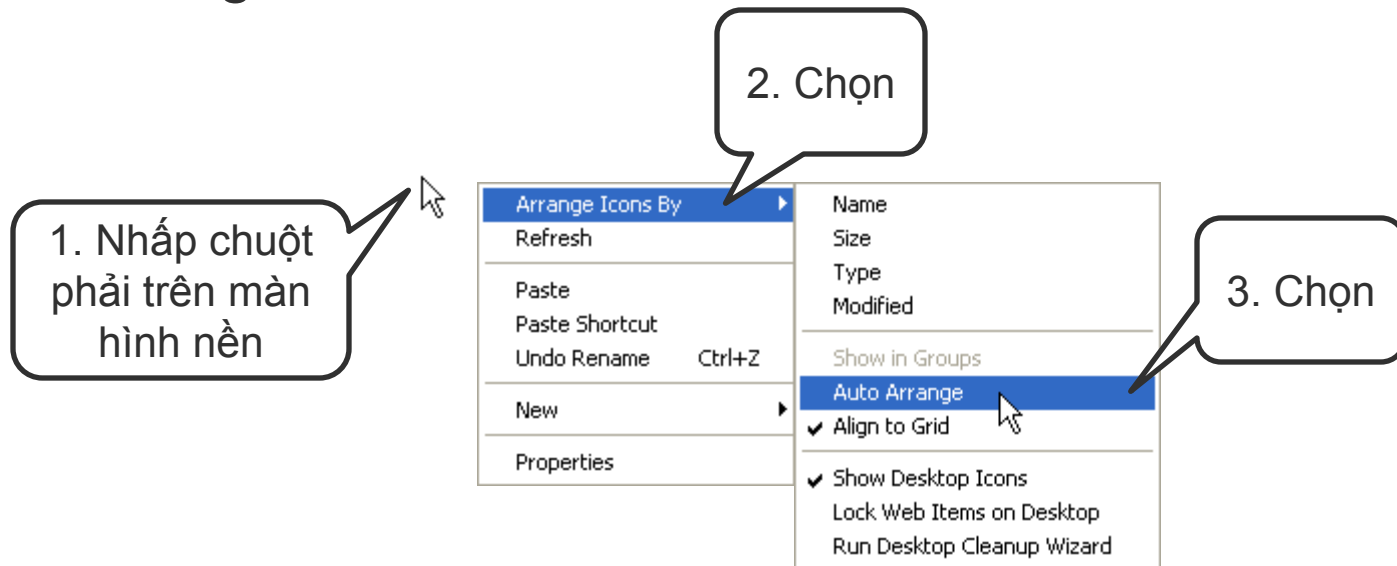 2. Chọn
1. Nhấp chuột
phải trên màn
hình nền
Arrange Icons By
Refresh
Paste
Paste Shortcut
Undo Rename Ctrl+Z
New
Properties
Name
Size
Type
Modified
Show in Groups
Auto Arrange
Align to Grid
Show Desktop Icons
Lock Web Items on Desktop
Run Desktop Cleanup Wizard
3. Chọn